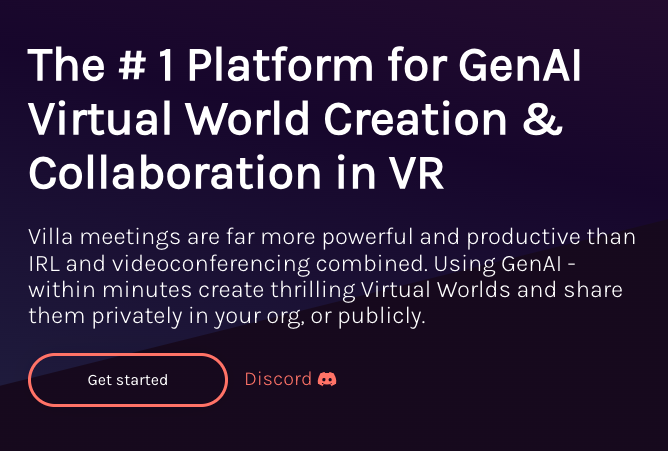 The # 1 Platform for GenAI
Virtual World Creation &
Collaboration in VR
Villa meetings are far more powerful and productive than
IRL and videoconferencing combined. Using GenAI -
within minutes create thrilling Virtual Worlds and share
them privately in your org, or publicly.
Get started
Discord